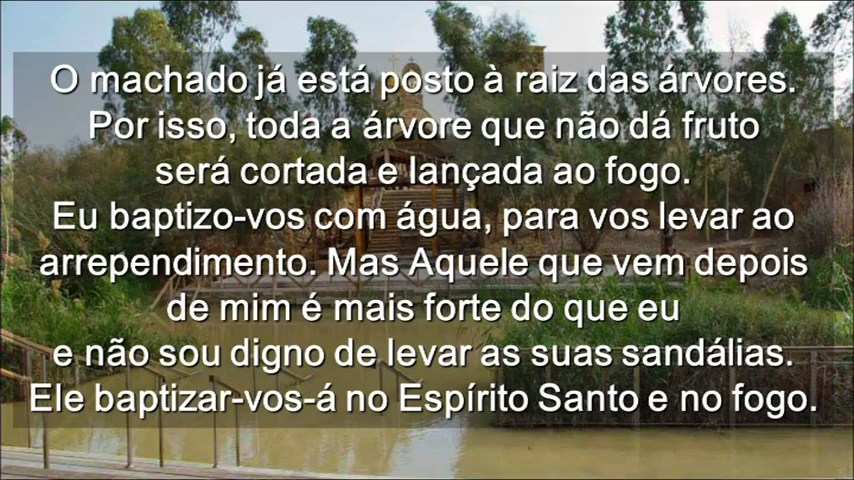 O machado já está posto à raiz das árvores.
Por isso, toda a árvore que não dá fruto
será cortada e lançada ao fogo.
Eu baptizo-vos com água, para vos levar ao
arrependimento. Mas Aquele que vem depois
de mim é mais forte do que eu
e não sou digno de levar as suas sandálias.
Ele baptizar-vos-á no Espírito Santo e no fogo.